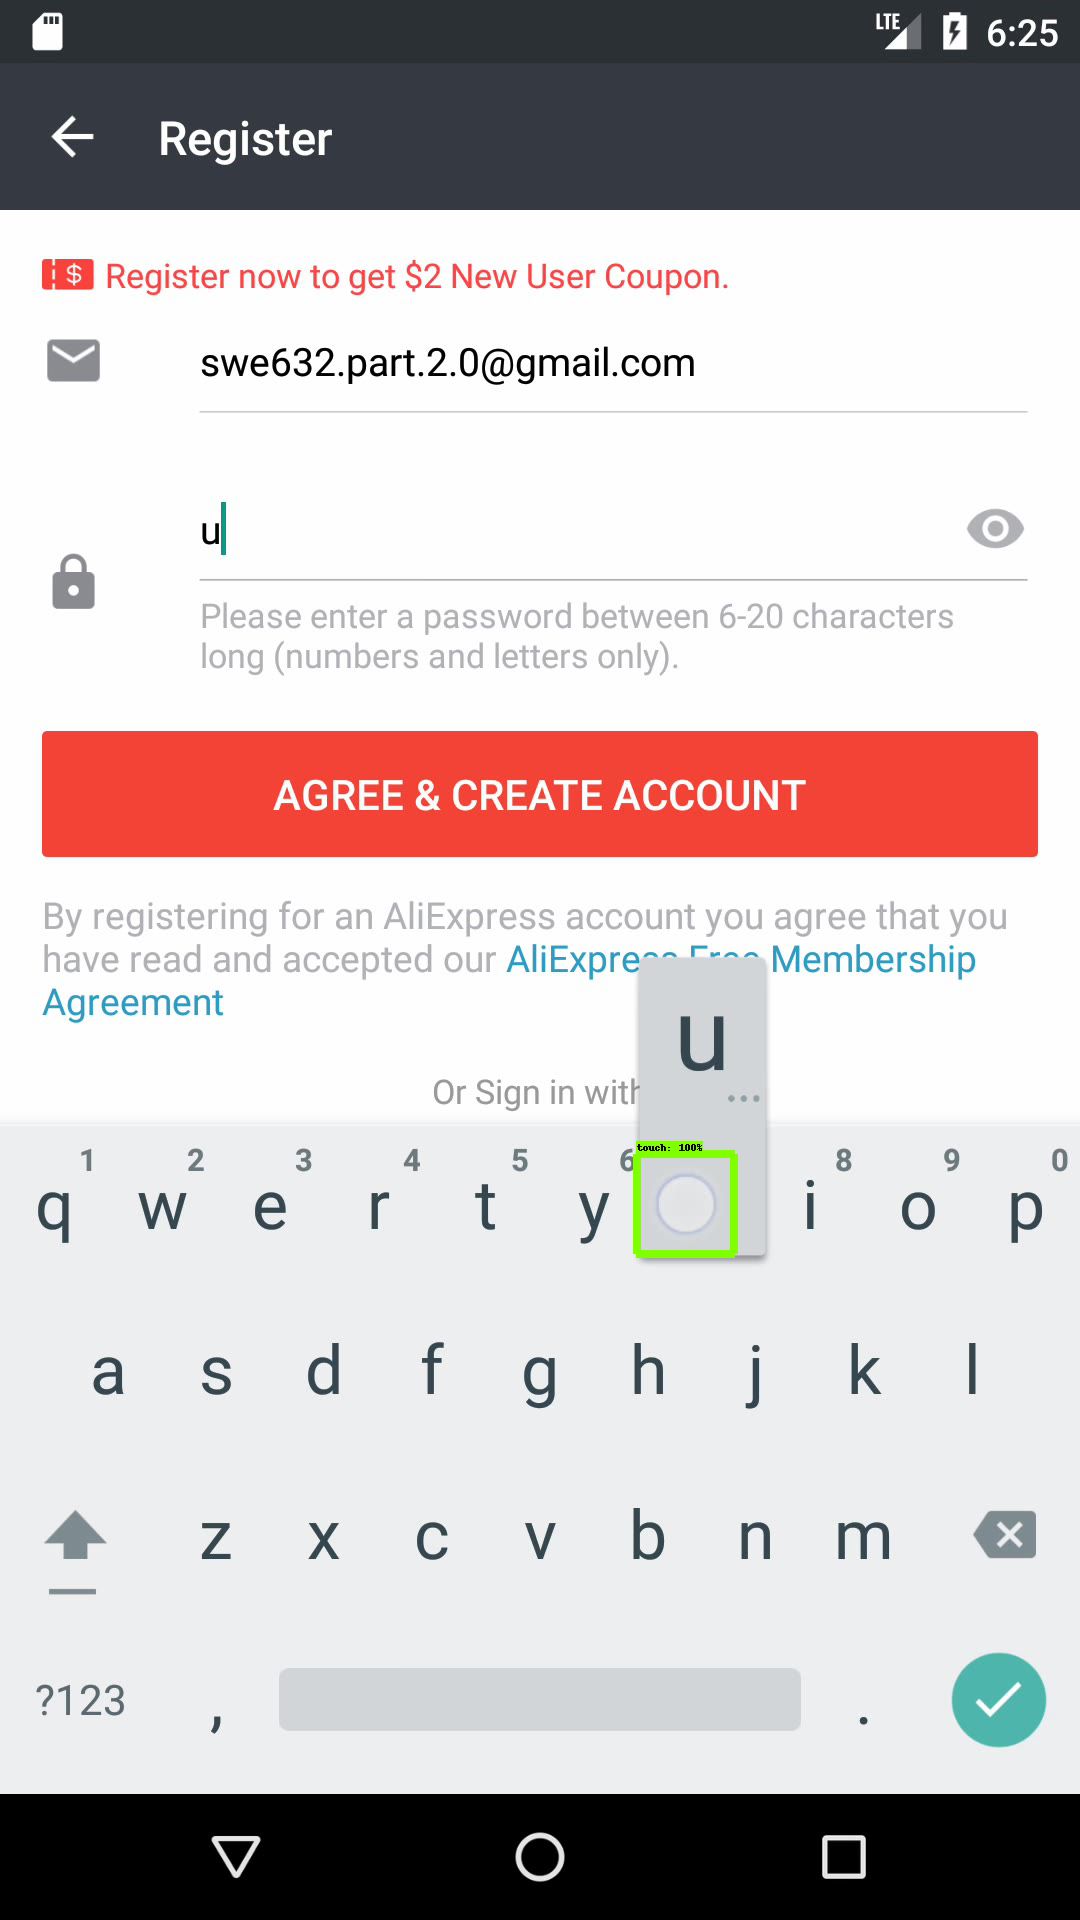 LTE 6:25
Register
$ Register now to get $2 New User Coupon.
swe632.part.2.0@gmail.com
u
Please enter a password between 6-20 characters
long (numbers and letters only).
AGREE & CREATE ACCOUNT
By registering for an AliExpress account you agree that you
have read and accepted our AliExpress Free Membership
Agreement
u
Or Sign in with
...
touch: 100%
1 2 3 4 5 6 8 9 0
q w e r t y i o p
a s d f g h j k l
z x c v b n m
?123 , .